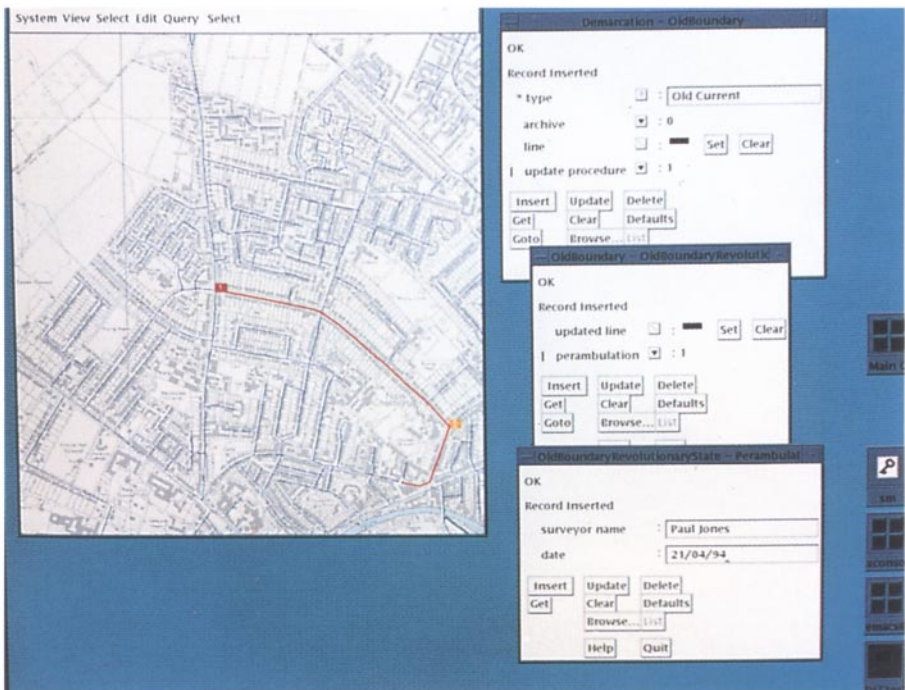 System View Select Edit Query Select
Demarcation - OldBoundary
OK
Record Inserted
* type : Old Current
archive : 0
line : Set Clear
| update procedure : 1
Insert Update Delete
Get Clear Defaults
Goto Browse... List
OldBoundary - OldBoundaryRevolutic
OK
Record Inserted
updated line : Set Clear
| perambulation : 1
Insert Update Delete
Get Clear Defaults
Goto Browse... List
OldBoundaryRevolutionaryState - Perambulat
OK
Record Inserted
surveyor name : Paul Jones
date : 21/04/94
Insert Update Delete
Get Clear Defaults
Browse... List
Help Quit
Main
xm
xconso
emacs